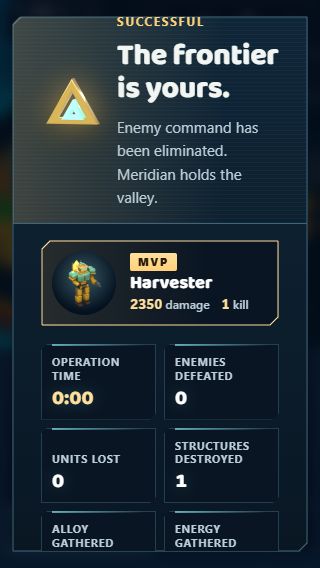 SUCCESSFUL
The frontier
is yours.
Enemy command has
been eliminated.
Meridian holds the
valley.
MVP
Harvester
2350 damage 1 kill
OPERATION
TIME
0:00
ENEMIES
DEFEATED
0
UNITS LOST
0
STRUCTURES
DESTROYED
1
ALLOY
GATHERED
ENERGY
GATHERED